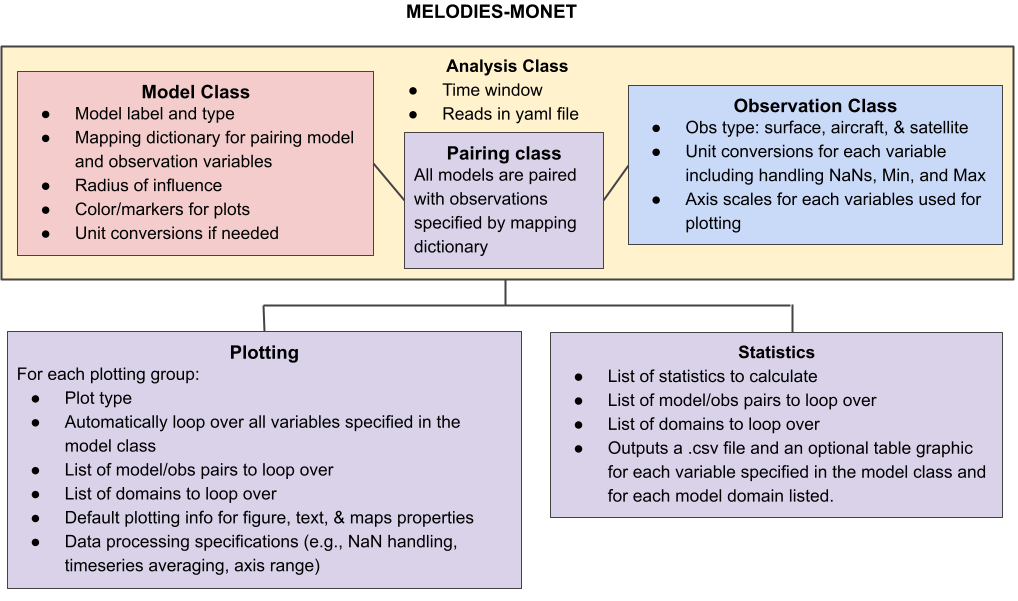 MELODIES-MONET
Analysis Class
● Time window
● Reads in yaml file
Model Class
● Model label and type
● Mapping dictionary for pairing model
and observation variables
● Radius of influence
● Color/markers for plots
● Unit conversions if needed
Pairing class
All models are paired
with observations
specified by mapping
dictionary
Observation Class
● Obs type: surface, aircraft, & satellite
● Unit conversions for each variable
including handling NaNs, Min, and Max
● Axis scales for each variables used for
plotting
Plotting
For each plotting group:
● Plot type
● Automatically loop over all variables specified in the
model class
● List of model/obs pairs to loop over
● List of domains to loop over
● Default plotting info for figure, text, & maps properties
● Data processing specifications (e.g., NaN handling,
timeseries averaging, axis range)
Statistics
● List of statistics to calculate
● List of model/obs pairs to loop over
● List of domains to loop over
● Outputs a .csv file and an optional table graphic
for each variable specified in the model class and
for each model domain listed.